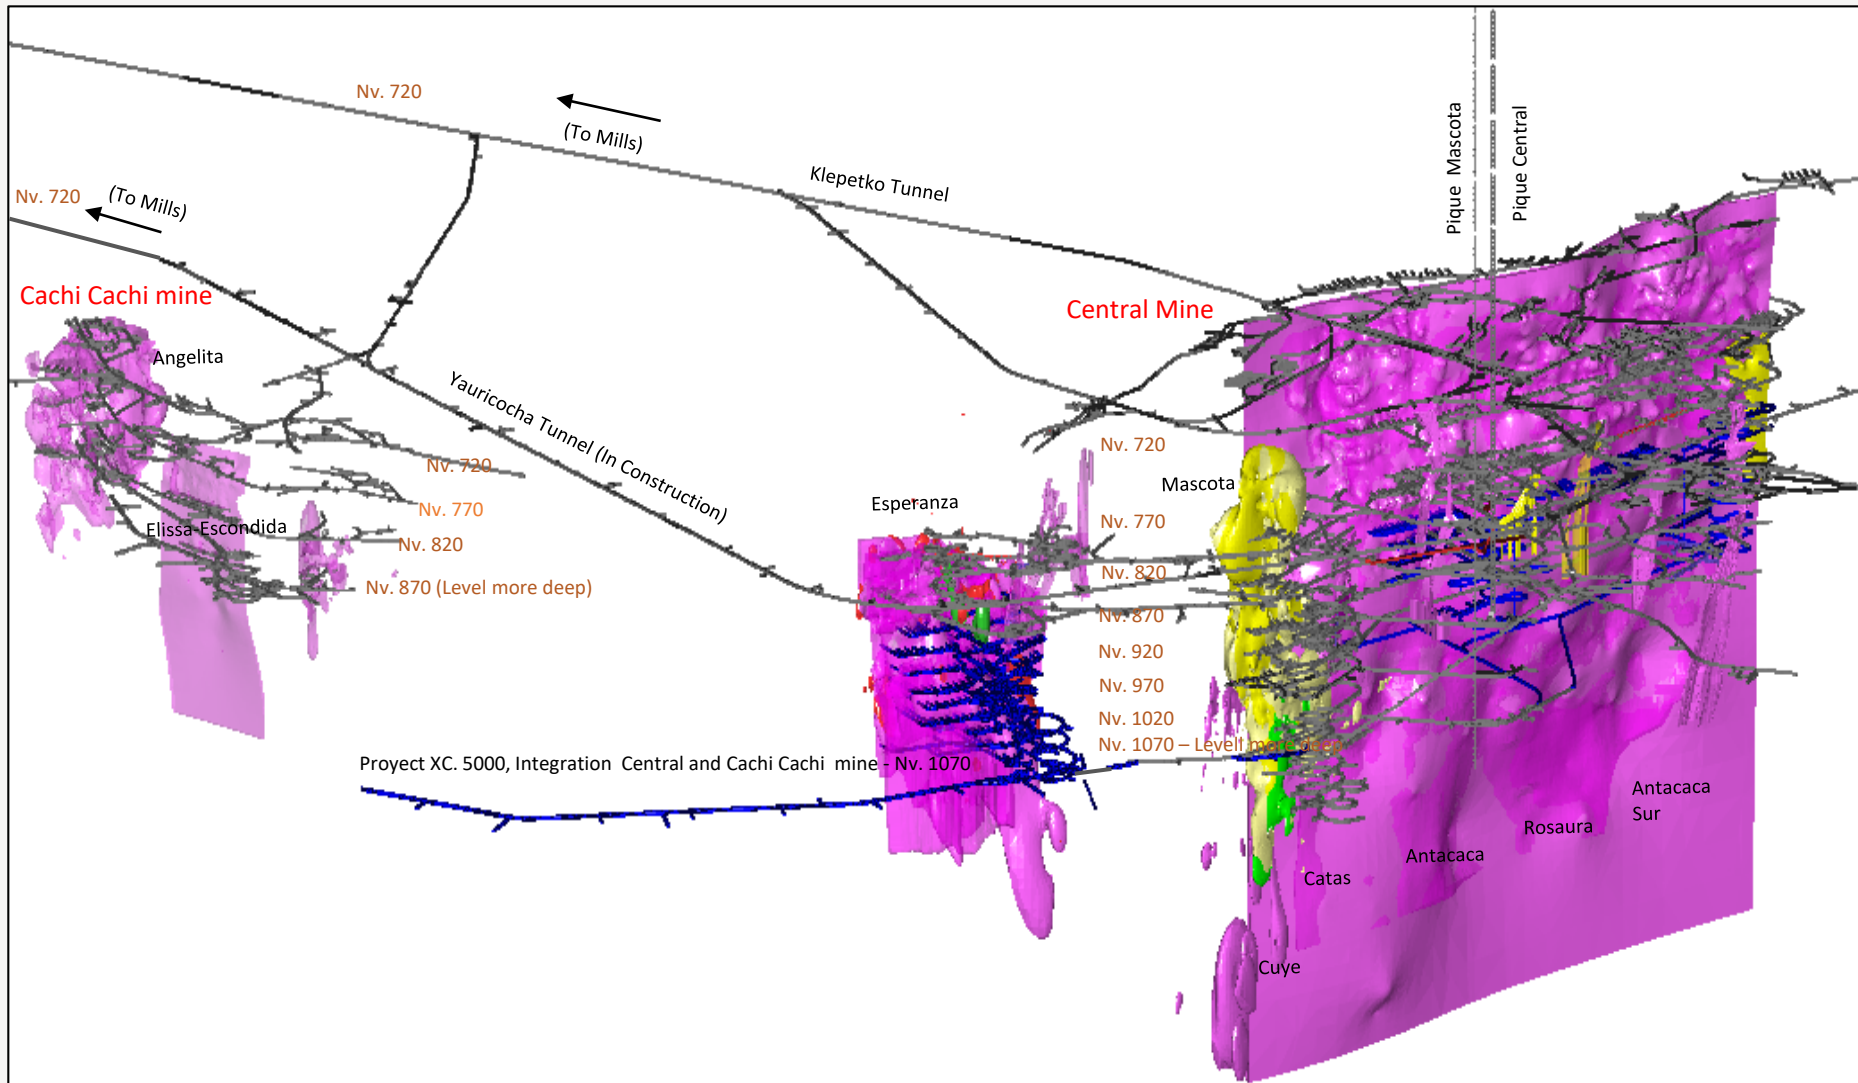 Nv. 720
(To Mills)
Klepetko Tunnel
Pique Mascota
Pique Central
Nv. 720
(To Mills)
Cachi Cachi mine
Central Mine
Angelita
Yauricocha Tunnel (In Construction)
Nv. 720
Nv. 720
Nv. 770
Mascota
Esperanza
Elissa-Escondida
Nv. 770
Nv. 820
Nv. 820
Nv. 870 (Level more deep)
Nv. 870
Nv. 920
Nv. 970
Nv. 1020
Nv. 1070 – Levell more deep
Proyect XC. 5000, Integration Central and Cachi Cachi mine - Nv. 1070
Antacaca
Sur
Rosaura
Antacaca
Catas
Cuye